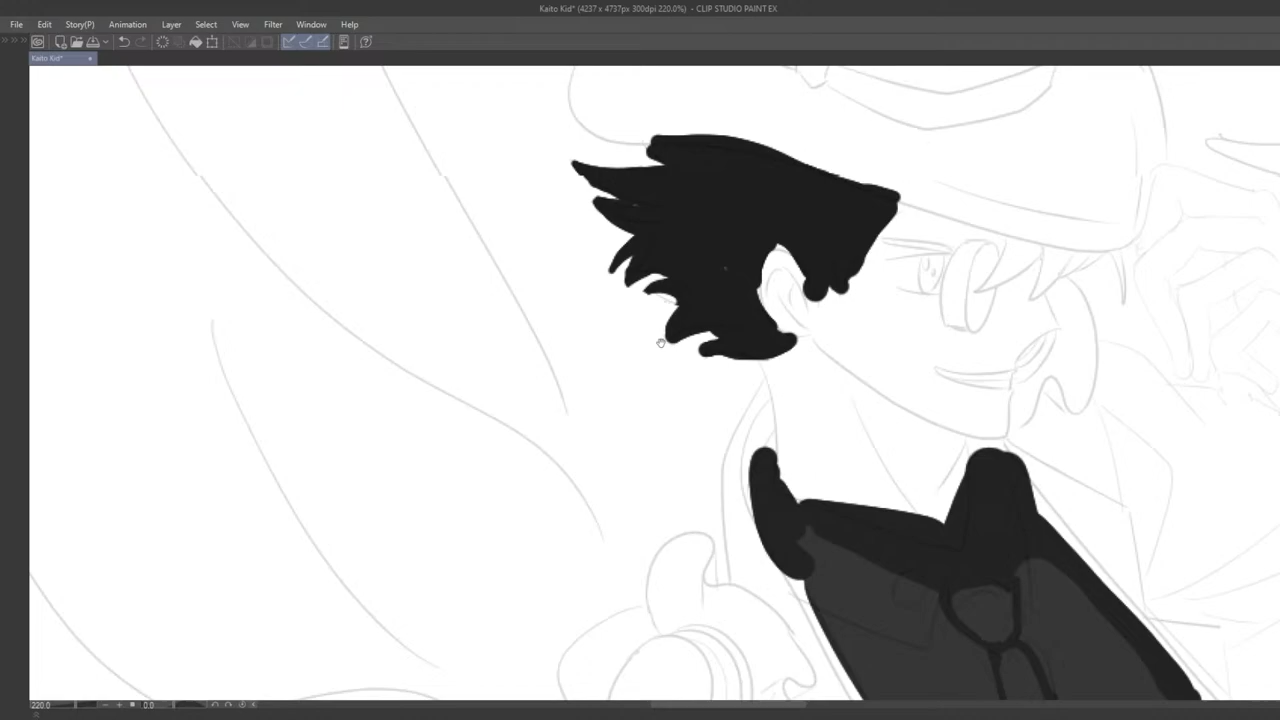 Kaito Kid* (4237 x 4737px 300dpi 220.0%) - CLIP STUDIO PAINT EX
File Edit Story(P) Animation Layer Select View Filter Window Help
Kaito Kid*
220.0 0.0